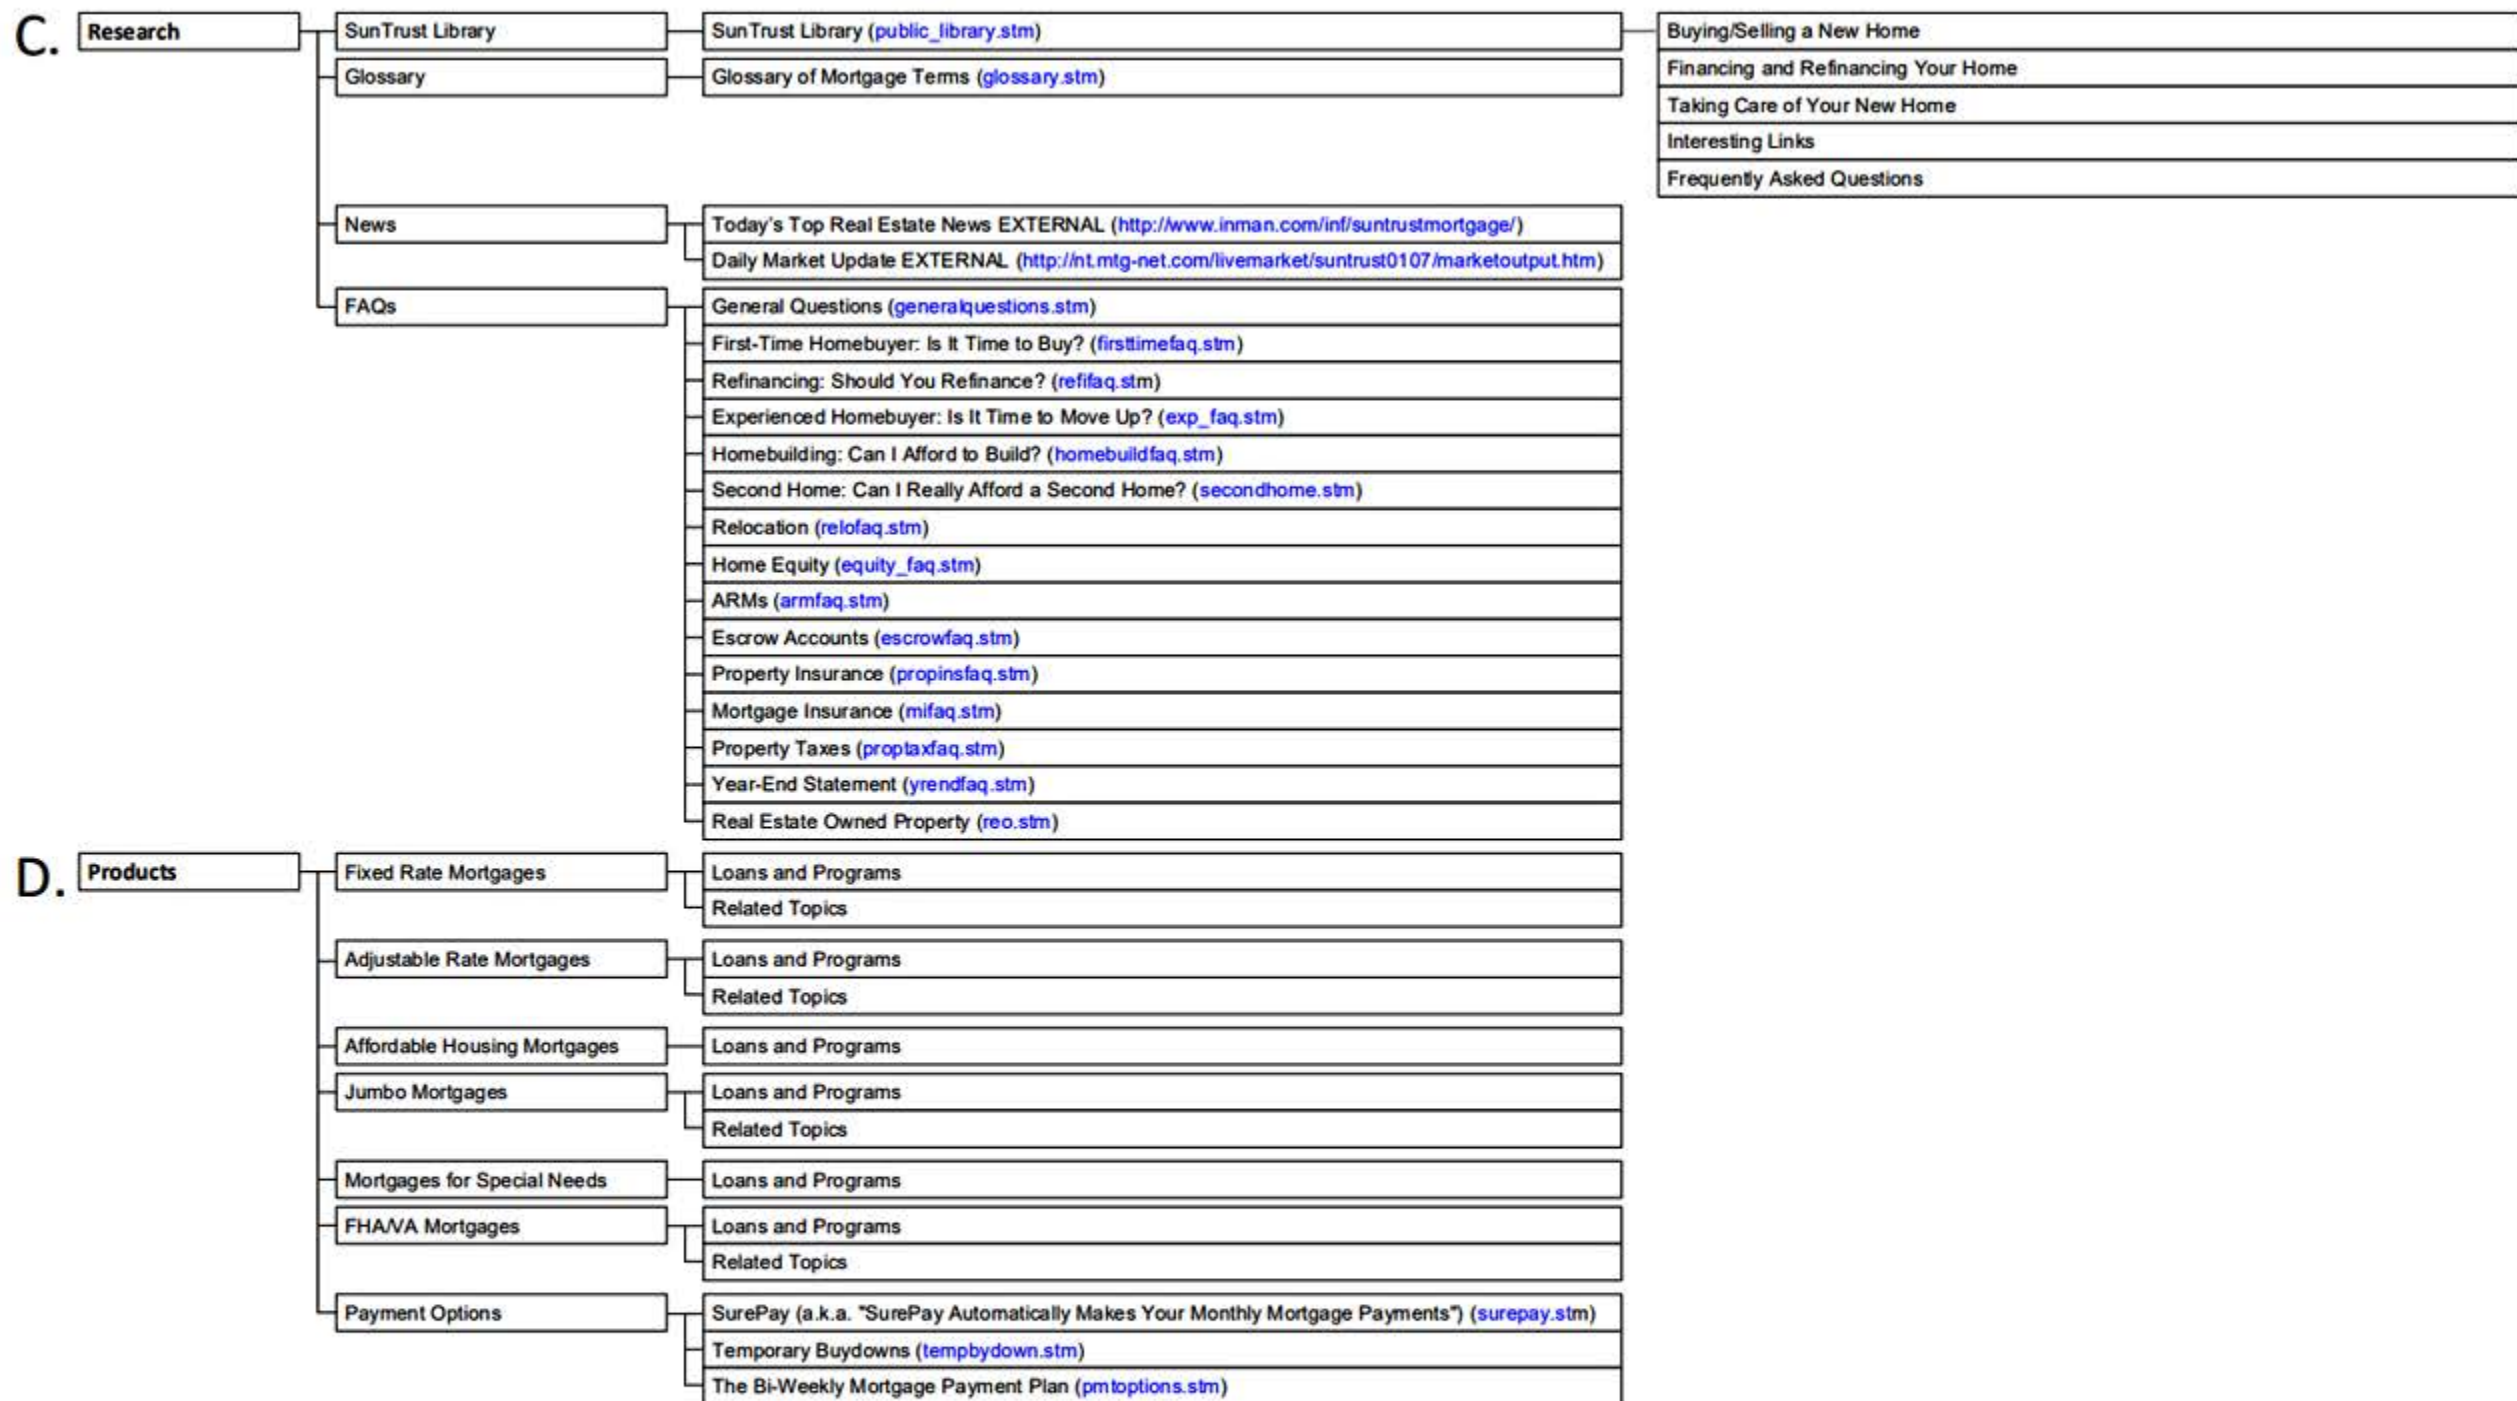 C. Research
SunTrust Library
SunTrust Library (public_library.stm)
Buying/Selling a New Home
Financing and Refinancing Your Home
Taking Care of Your New Home
Interesting Links
Frequently Asked Questions
Glossary
Glossary of Mortgage Terms (glossary.stm)
News
Today's Top Real Estate News EXTERNAL (http://www.inman.com/inf/suntrustmortgage/)
Daily Market Update EXTERNAL (http://nt.mtg-net.com/livemarket/suntrust0107/marketoutput.htm)
FAQs
General Questions (generalquestions.stm)
First-Time Homebuyer: Is It Time to Buy? (firsttimefaq.stm)
Refinancing: Should You Refinance? (refifaq.stm)
Experienced Homebuyer: Is It Time to Move Up? (exp_faq.stm)
Homebuilding: Can I Afford to Build? (homebuildfaq.stm)
Second Home: Can I Really Afford a Second Home? (secondhome.stm)
Relocation (relofaq.stm)
Home Equity (equity_faq.stm)
ARMs (armfaq.stm)
Escrow Accounts (escrowfaq.stm)
Property Insurance (propinsfaq.stm)
Mortgage Insurance (mifaq.stm)
Property Taxes (proptaxfaq.stm)
Year-End Statement (yrendfaq.stm)
Real Estate Owned Property (reo.stm)
D. Products
Fixed Rate Mortgages
Loans and Programs
Related Topics
Adjustable Rate Mortgages
Loans and Programs
Related Topics
Affordable Housing Mortgages
Loans and Programs
Jumbo Mortgages
Loans and Programs
Related Topics
Mortgages for Special Needs
Loans and Programs
FHA/VA Mortgages
Loans and Programs
Related Topics
Payment Options
SurePay (a.k.a. "SurePay Automatically Makes Your Monthly Mortgage Payments") (surepay.stm)
Temporary Buydowns (tempbydown.stm)
The Bi-Weekly Mortgage Payment Plan (pmtoptions.stm)